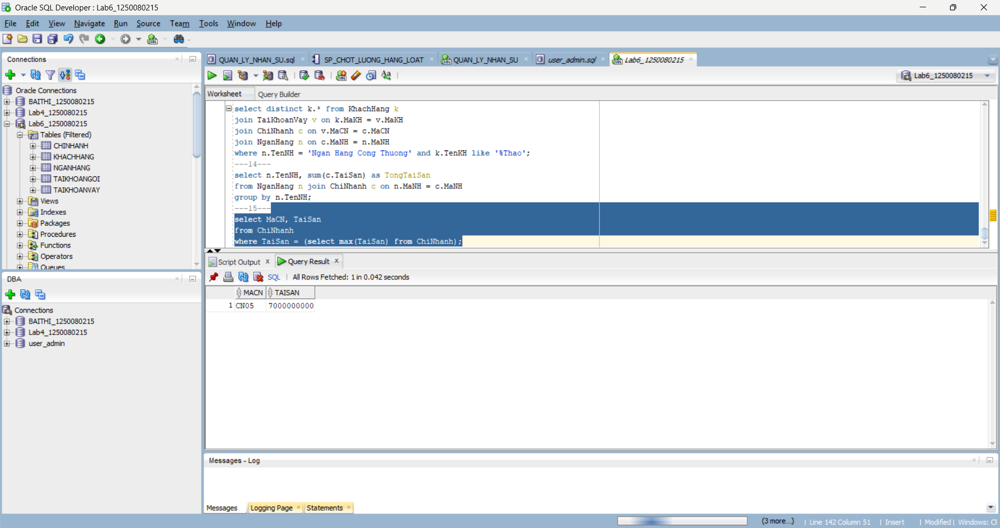 Oracle SQL Developer : Lab6_1250080215
File Edit View Navigate Run Source Team Tools Window Help
Connections
Oracle Connections
BAITHI_1250080215
Lab4_1250080215
Lab6_1250080215
Tables (Filtered)
CHINHANH
KHACHHANG
NGANHANG
TAIKHOANGOI
TAIKHOANVAY
Views
Indexes
Packages
Procedures
Functions
Operators
Queues
DBA
Connections
BAITHI_1250080215
Lab4_1250080215
user_admin
QUAN_LY_NHAN_SU.sql SP_CHOT_LUONG_HANG_LOAT QUAN_LY_NHAN_SU user_admin.sql Lab6_1250080215
Lab6_1250080215
Worksheet Query Builder
select distinct k.* from KhachHang k
join TaiKhoanVay v on k.MaKH = v.MaKH
join ChiNhanh c on v.MaCN = c.MaCN
join NganHang n on c.MaNH = n.MaNH
where n.TenNH = 'Ngan Hang Cong Thuong' and k.TenKH like '%Thao';
---14---
select n.TenNH, sum(c.TaiSan) as TongTaiSan
from NganHang n join ChiNhanh c on n.MaNH = c.MaNH
group by n.TenNH;
---15---
select MaCN, TaiSan
from ChiNhanh
where TaiSan = (select max(TaiSan) from ChiNhanh);
Script Output Query Result
SQL All Rows Fetched: 1 in 0.042 seconds
MACN TAISAN
1 CN05 7000000000
Messages - Log
Messages Logging Page Statements
(3 more...) Line 142 Column 51 Insert Modified Windows: